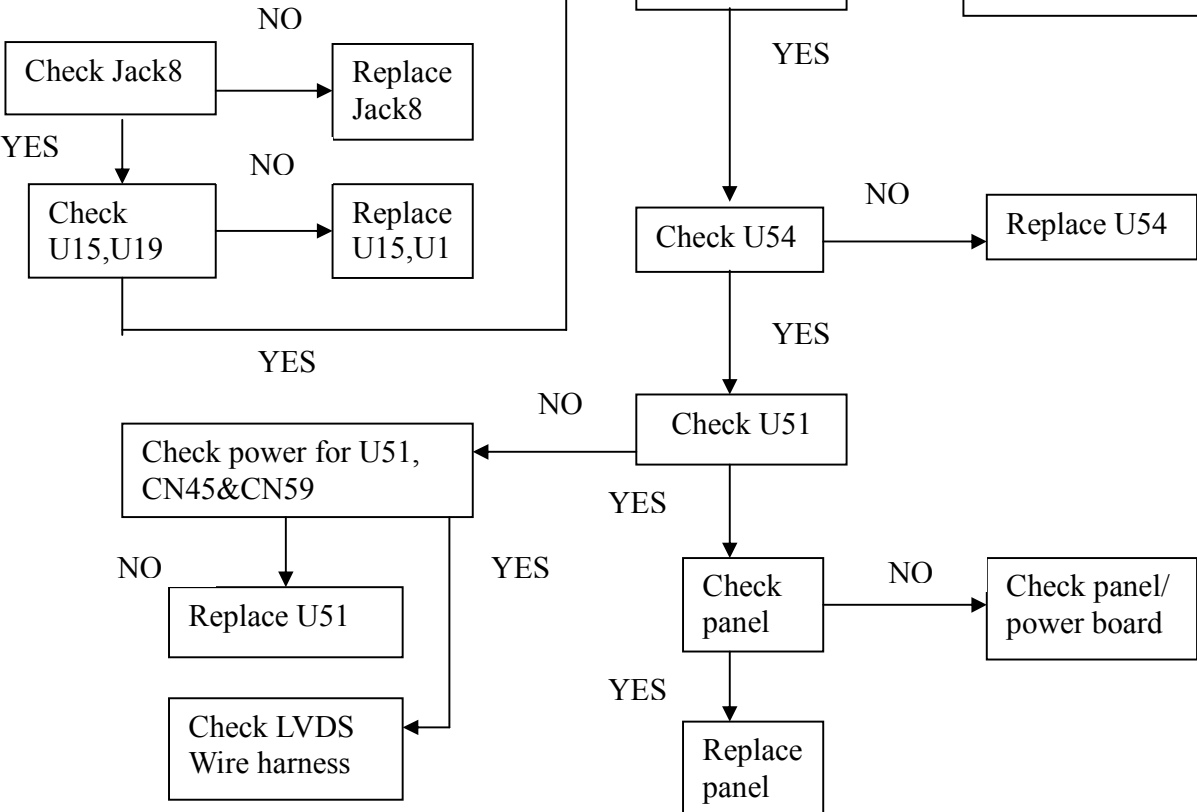 NO
Check Jack8
Replace
Jack8
YES
NO
Check
U15,U19
Replace
U15,U1
YES
YES
Check U54
NO
Replace U54
YES
Check U51
NO
Check power for U51,
CN45&CN59
NO
YES
Replace U51
Check LVDS
Wire harness
YES
Check
panel
NO
Check panel/
power board
YES
Replace
panel